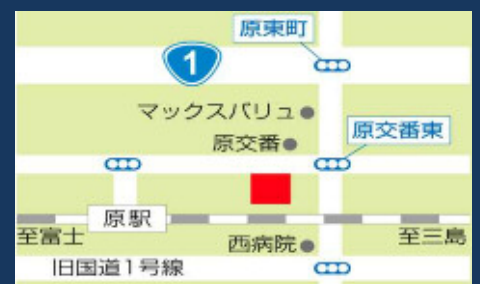 原東町
1
マックスバリュ
原交番
原交番東
原駅
至富士
西病院
至三島
旧国道1号線